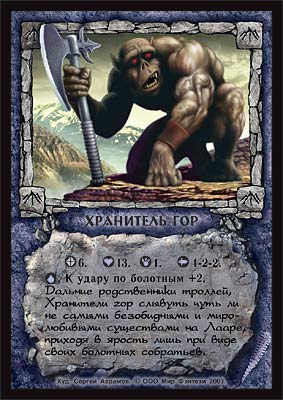 ХРАНИТЕЛЬ ГОР
6. 13. 1. 1-2-2.
. К удару по болотным +2.
Дальние родственники троллей,
Хранители гор слывуть чуть ли
не самыми безобидными и миро-
любивыми существами на Лааре,
приходя в ярость лишь при виде
своих болотных собратьев.
Худ. Сергей Аврамов. © ООО Мир Фэнтези 2003